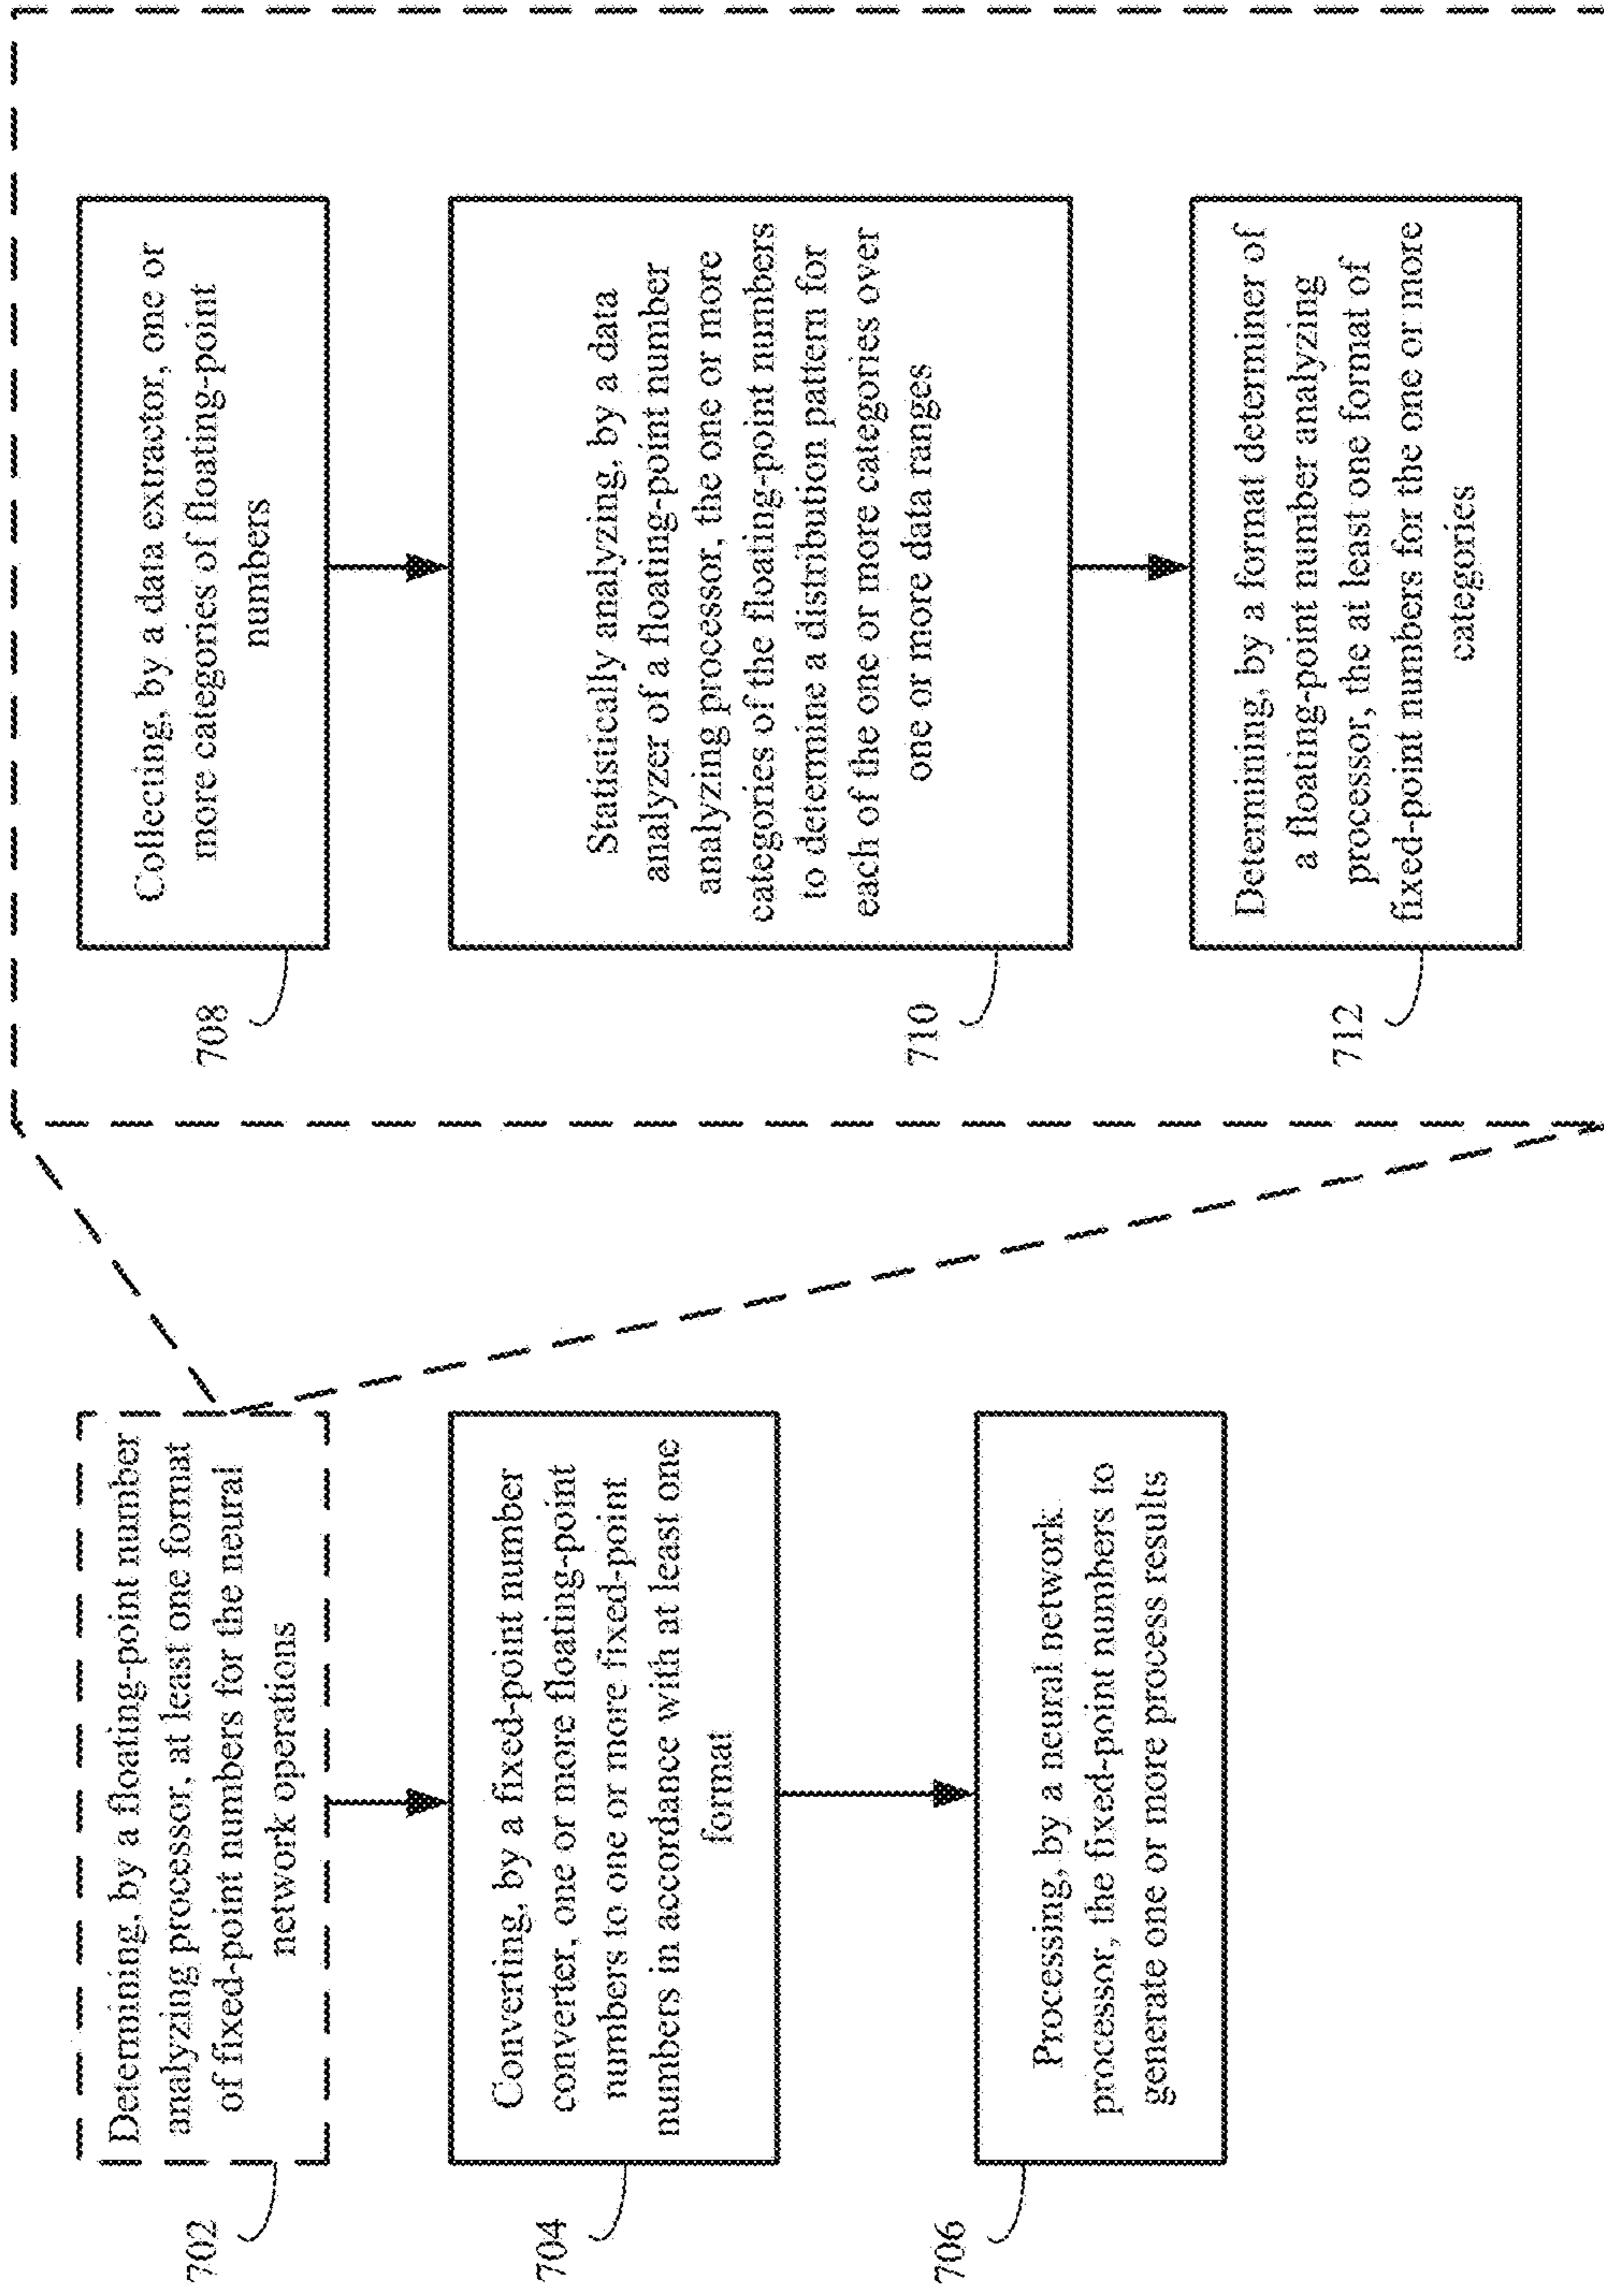 702
Determining, by a floating-point number
analyzing processor, at least one format
of fixed-point numbers for the neural
network operations
704
Converting, by a fixed-point number
converter, one or more floating-point
numbers to one or more fixed-point
numbers in accordance with at least one
format
706
Processing, by a neural network
processor, the fixed-point numbers to
generate one or more process results
708
Collecting, by a data extractor, one or
more categories of floating-point
numbers
710
Statistically analyzing, by a data
analyzer of a floating-point number
analyzing processor, the one or more
categories of the floating-point numbers
to determine a distribution pattern for
each of the one or more categories over
one or more data ranges
712
Determining, by a format determiner of
a floating-point number analyzing
processor, the at least one format of
fixed-point numbers for the one or more
categories